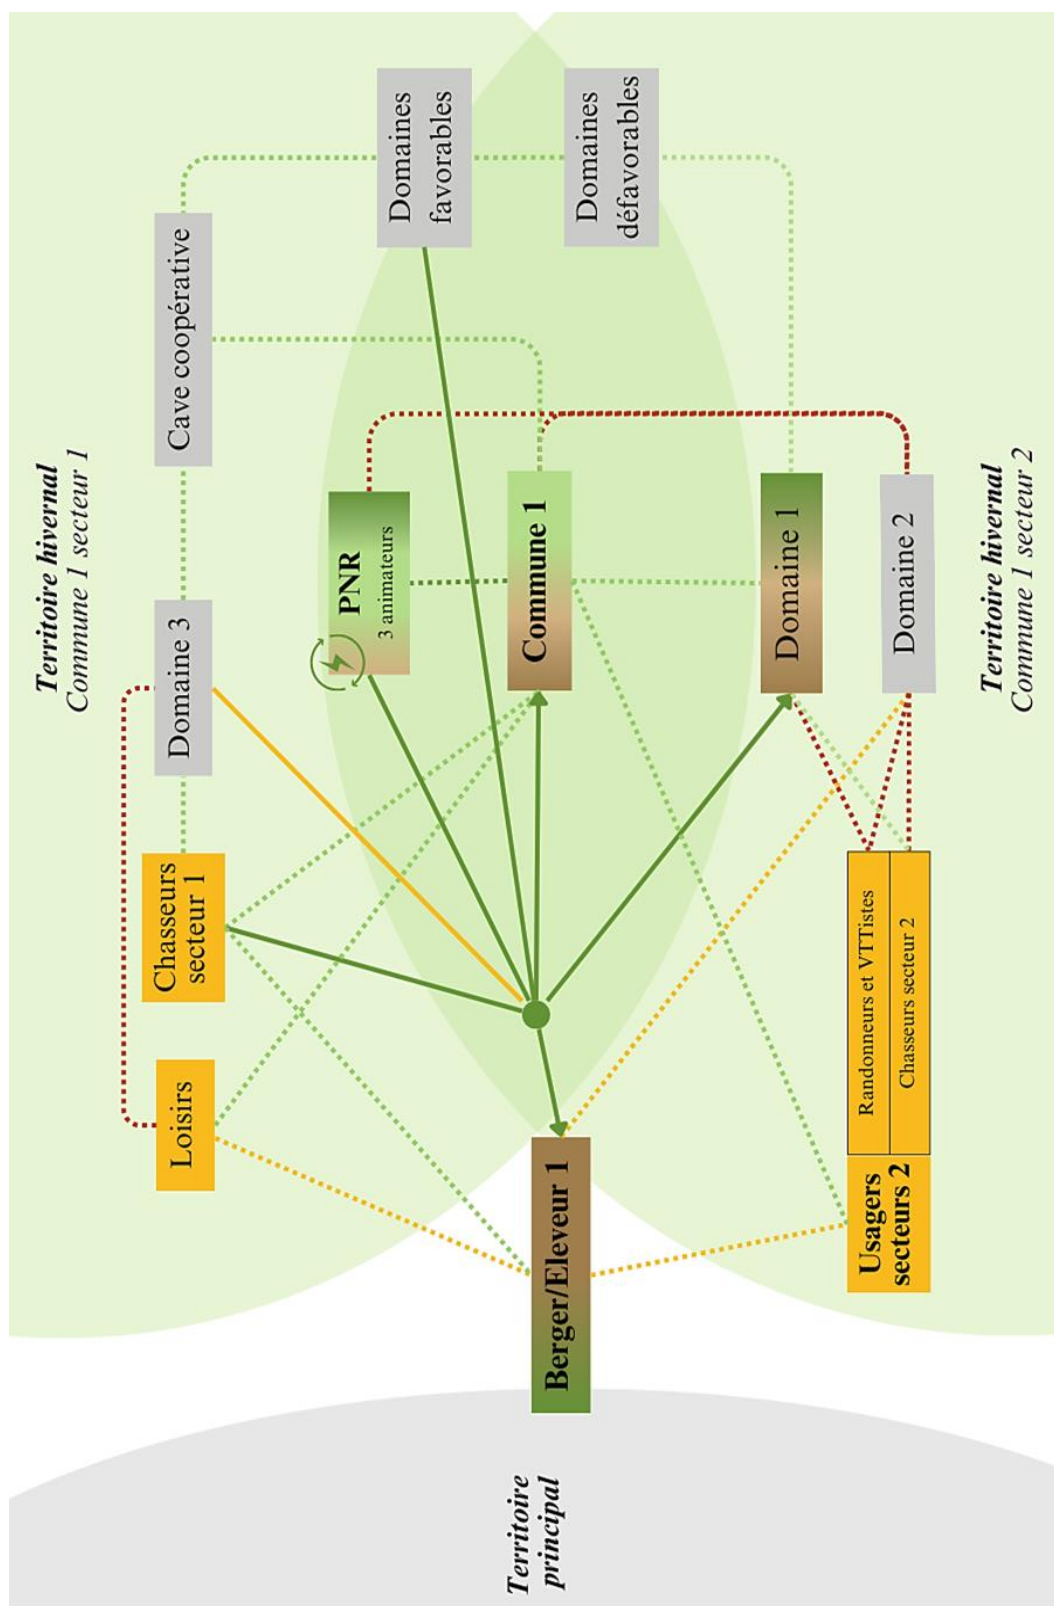 Territoire hivernal
Commune 1 secteur 1
Loisirs
Chasseurs
secteur 1
Domaine 3
Cave coopérative
PNR
3 animateurs
Domaines
favorables
Territoire
principal
Berger/Eleveur 1
Commune 1
Domaines
défavorables
Domaine 1
Usagers
secteurs 2
Randonneurs et VTTistes
Chasseurs secteur 2
Domaine 2
Territoire hivernal
Commune 1 secteur 2